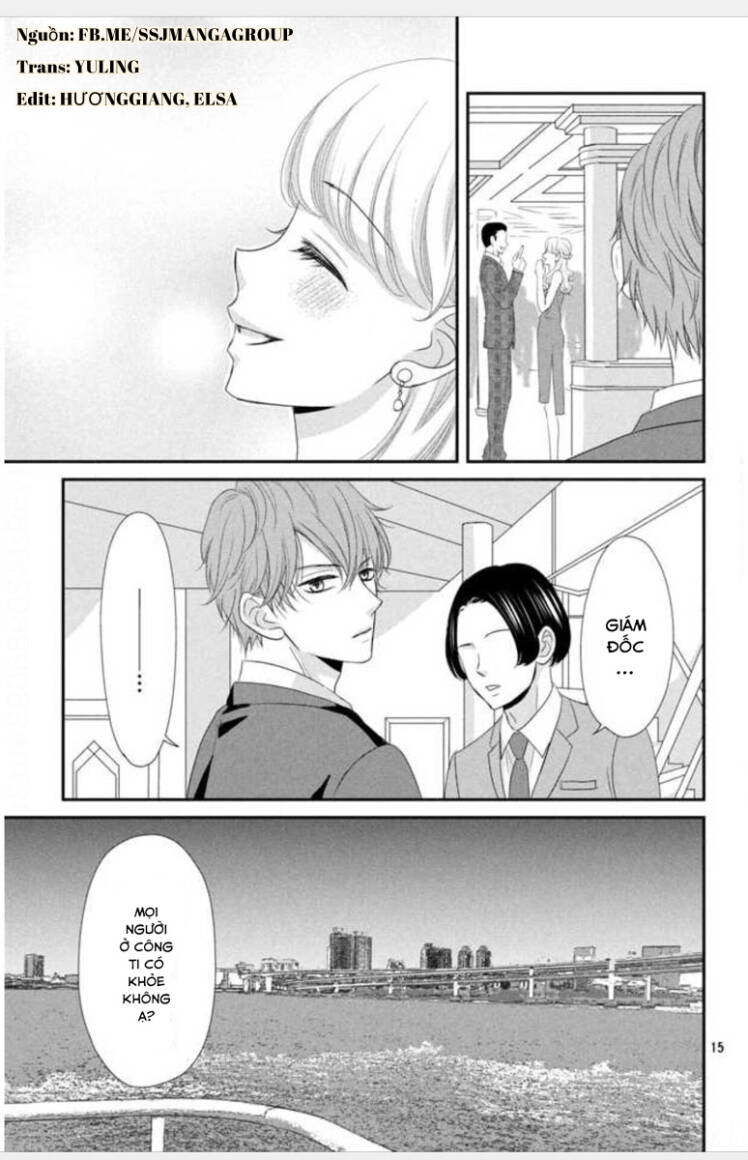 Nguồn: FB.ME/SSJMANGAGROUP
Trans: YULING
Edit: HƯƠNGGIANG, ELSA
GIÁM
ĐỐC
...
...
MỌI
NGƯỜI
Ở CÔNG
TI CÓ
KHỎE
KHÔNG
Ạ?
15